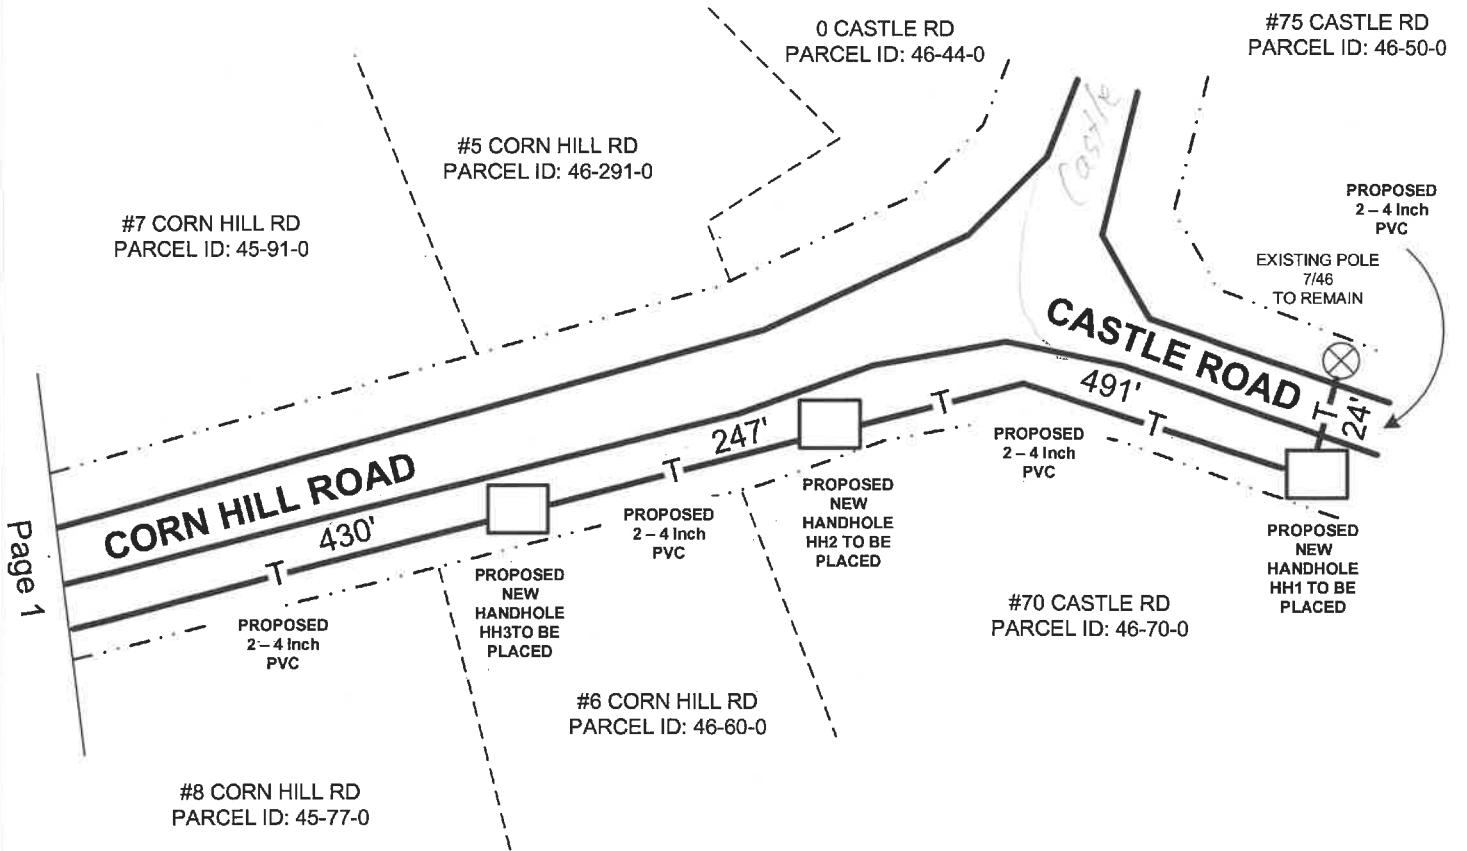 0 CASTLE RD
PARCEL ID: 46-44-0
#75 CASTLE RD
PARCEL ID: 46-50-0
#5 CORN HILL RD
PARCEL ID: 46-291-0
Castle
#7 CORN HILL RD
PARCEL ID: 45-91-0
PROPOSED
2 – 4 Inch
PVC
EXISTING POLE
7/46
TO REMAIN
CASTLE ROAD
491'
T
24'
T
T
247'
T
CORN HILL ROAD
430'
T
PROPOSED
2 – 4 Inch
PVC
PROPOSED
NEW
HANDHOLE
HH2 TO BE
PLACED
PROPOSED
2 – 4 Inch
PVC
PROPOSED
NEW
HANDHOLE
HH1 TO BE
PLACED
Page 1
PROPOSED
NEW
HANDHOLE
HH3TO BE
PLACED
PROPOSED
2 – 4 Inch
PVC
#70 CASTLE RD
PARCEL ID: 46-70-0
#6 CORN HILL RD
PARCEL ID: 46-60-0
#8 CORN HILL RD
PARCEL ID: 45-77-0